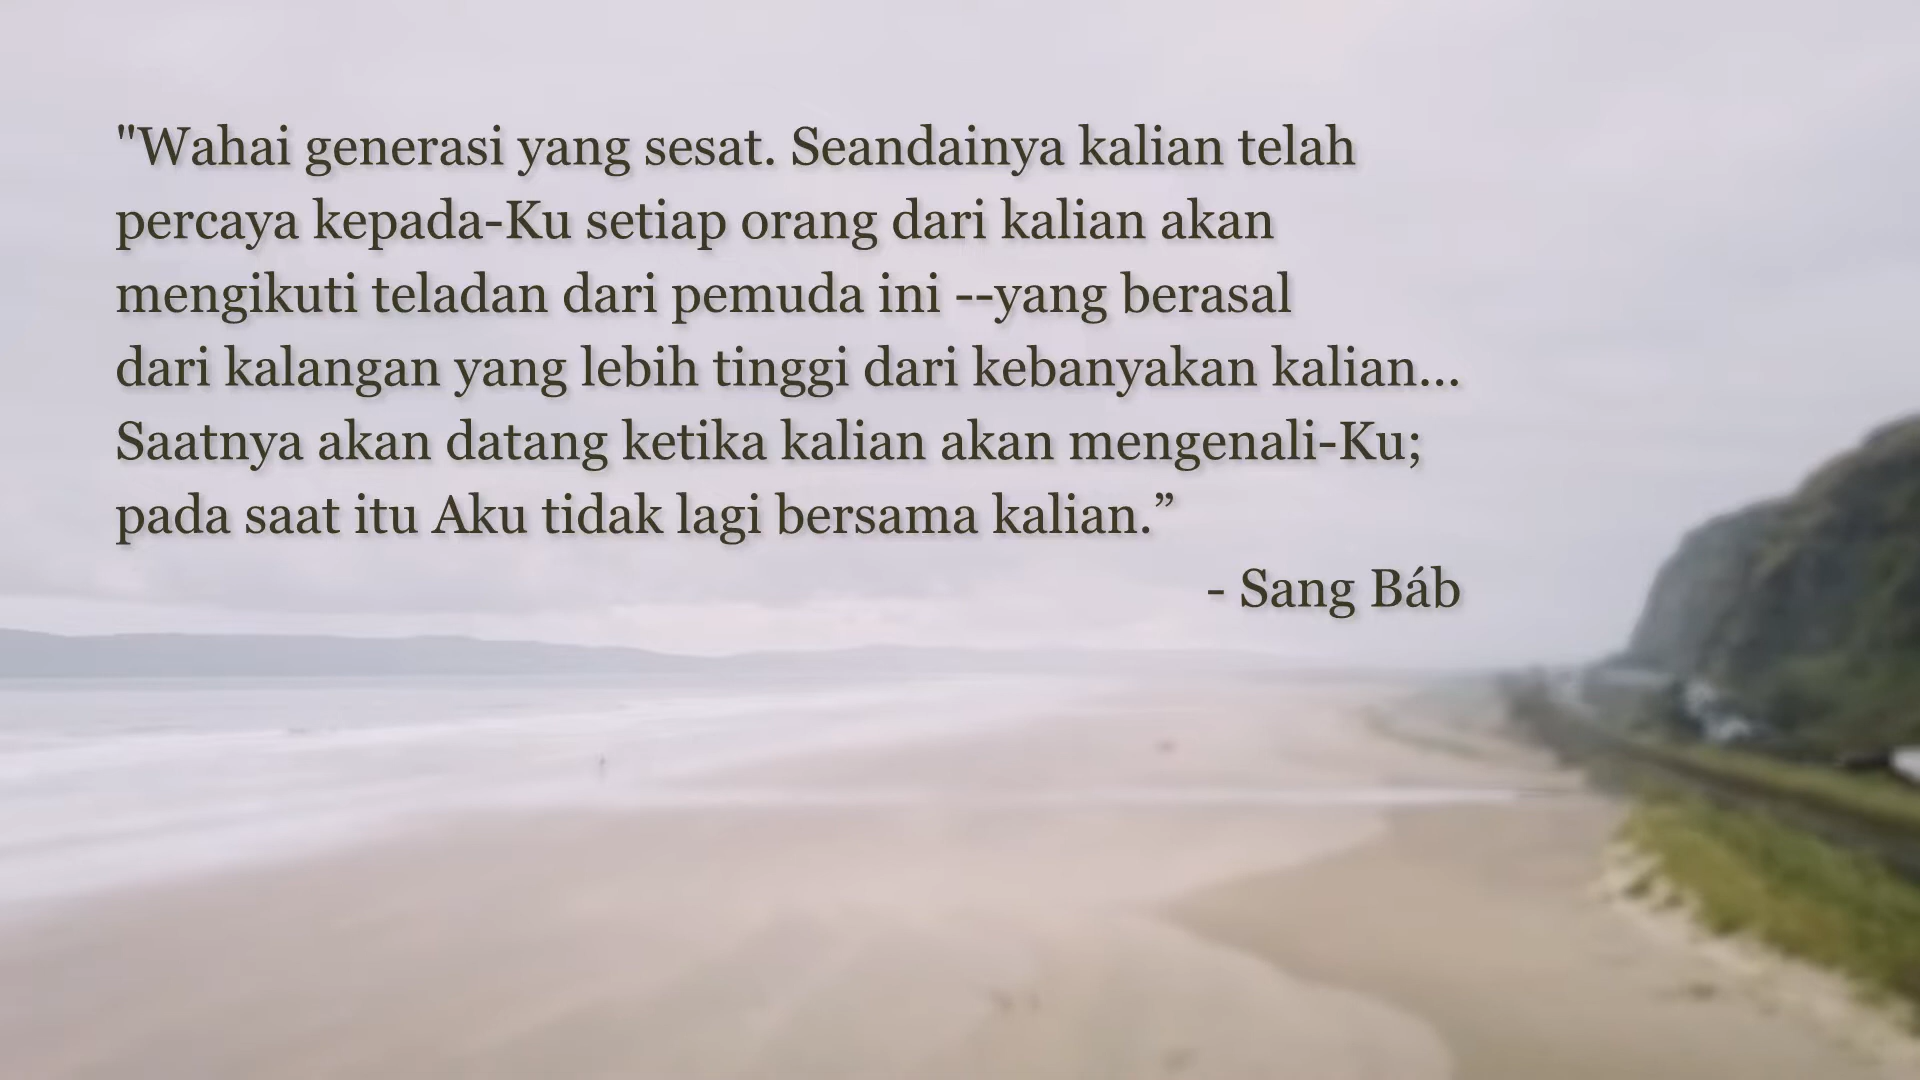 "Wahai generasi yang sesat. Seandainya kalian telah
percaya kepada-Ku setiap orang dari kalian akan
mengikuti teladan dari pemuda ini --yang berasal
dari kalangan yang lebih tinggi dari kebanyakan kalian...
Saatnya akan datang ketika kalian akan mengenali-Ku;
pada saat itu Aku tidak lagi bersama kalian.”
- Sang Báb